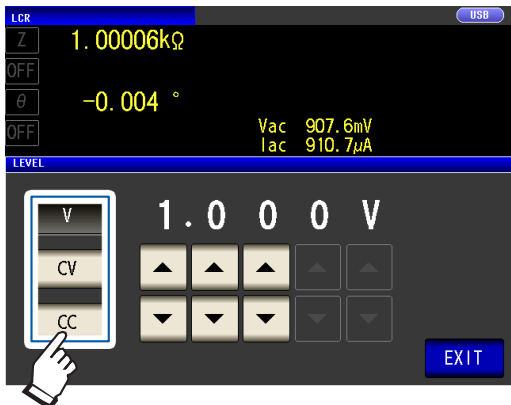 LCR USB
Z 1.00006kΩ
OFF
θ -0.004 °
OFF
Vac 907.6mV
Iac 910.7μA
LEVEL
V 1.000 V
CV
CC
EXIT